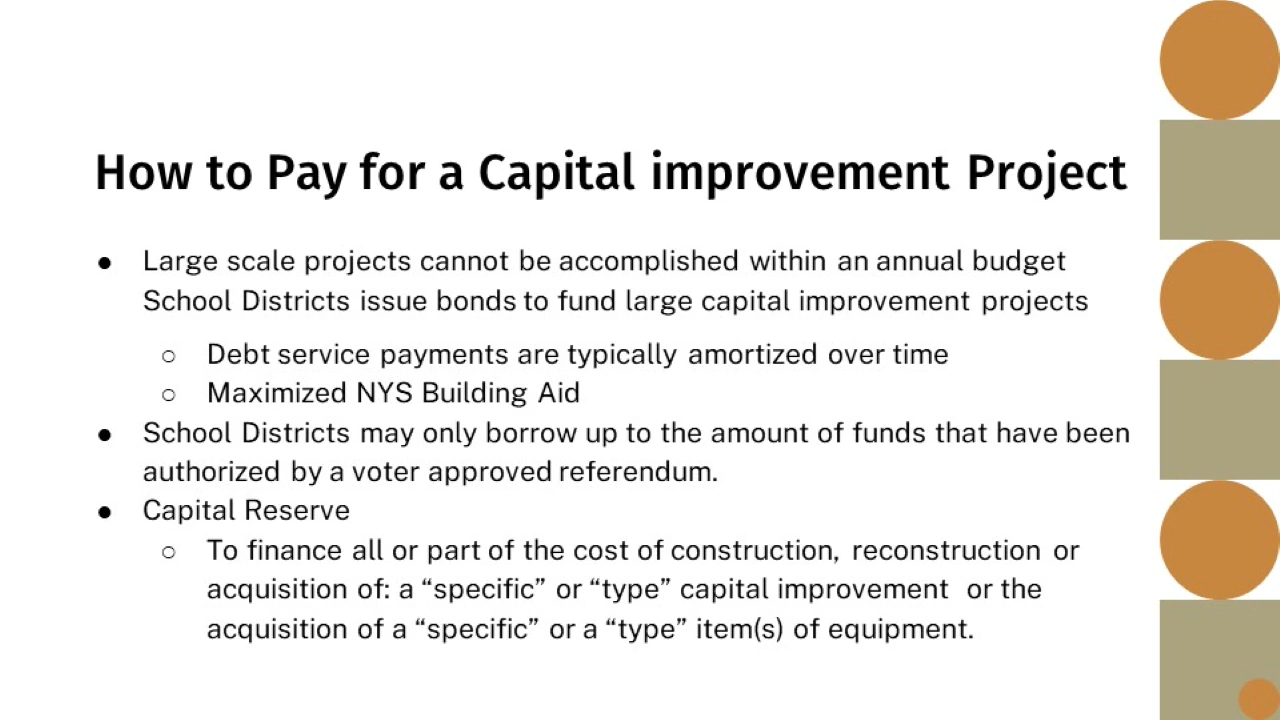 How to Pay for a Capital improvement Project
● Large scale projects cannot be accomplished within an annual budget
School Districts issue bonds to fund large capital improvement projects
○ Debt service payments are typically amortized over time
○ Maximized NYS Building Aid
● School Districts may only borrow up to the amount of funds that have been
authorized by a voter approved referendum.
● Capital Reserve
○ To finance all or part of the cost of construction, reconstruction or
acquisition of: a “specific” or “type” capital improvement or the
acquisition of a “specific” or a “type” item(s) of equipment.